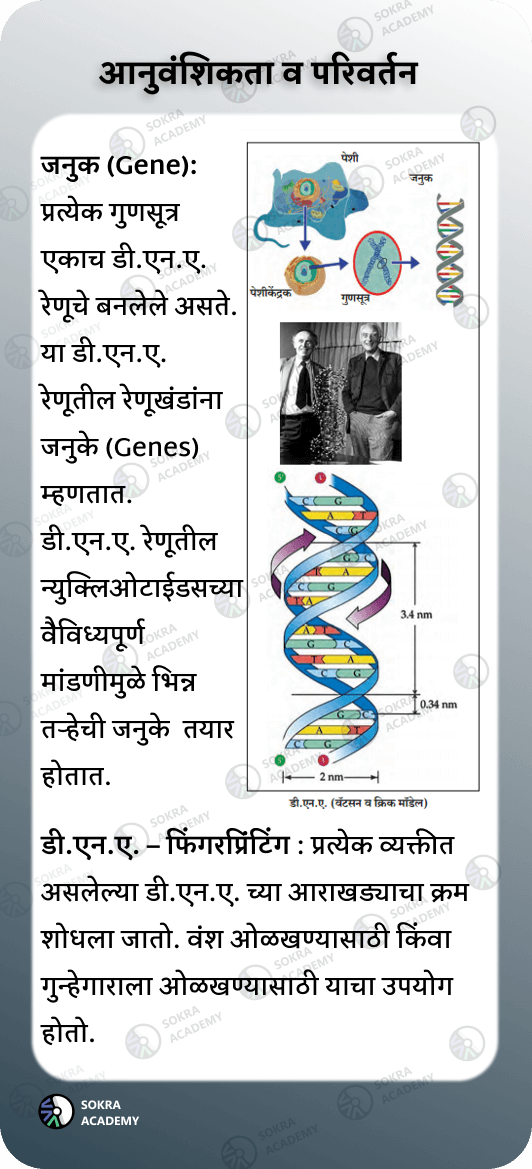 आनुवंशिकता व परिवर्तन
जनुक (Gene):
प्रत्येक गुणसूत्र
एकाच डी.एन.ए.
रेणूचे बनलेले असते.
या डी.एन.ए.
रेणूतील रेणूखंडांना
जनुके (Genes)
म्हणतात.
डी.एन.ए. रेणूतील
न्युक्लिओटाईडसच्या
वैविध्यपूर्ण
मांडणीमुळे भिन्न
तऱ्हेची जनुके तयार
होतात.
पेशी
जनुक
पेशीकेंद्रक
गुणसूत्र
C G
A T
C G
G C
T A
C G
T A
3.4 nm
A T
G C
T A
C G
0.34 nm
G C
A T
C G
2 nm
डी.एन.ए. (वॅटसन व क्रिक मॉडेल)
डी.एन.ए. – फिंगरप्रिंटिंग : प्रत्येक व्यक्तीत
असलेल्या डी.एन.ए. च्या आराखड्याचा क्रम
शोधला जातो. वंश ओळखण्यासाठी किंवा
गुन्हेगाराला ओळखण्यासाठी याचा उपयोग
होतो.
SOKRA
ACADEMY